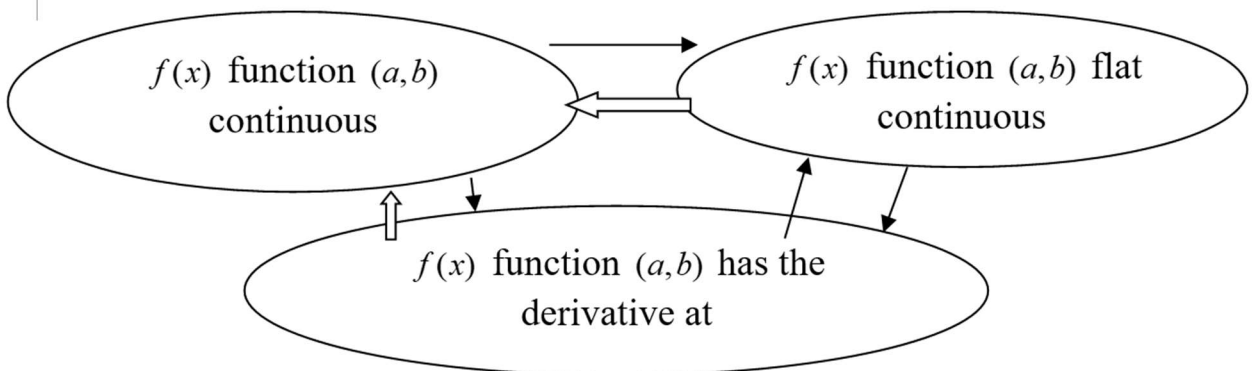 f(x) function (a,b)
continuous
f(x) function (a,b) flat
continuous
f(x) function (a,b) has the
derivative at